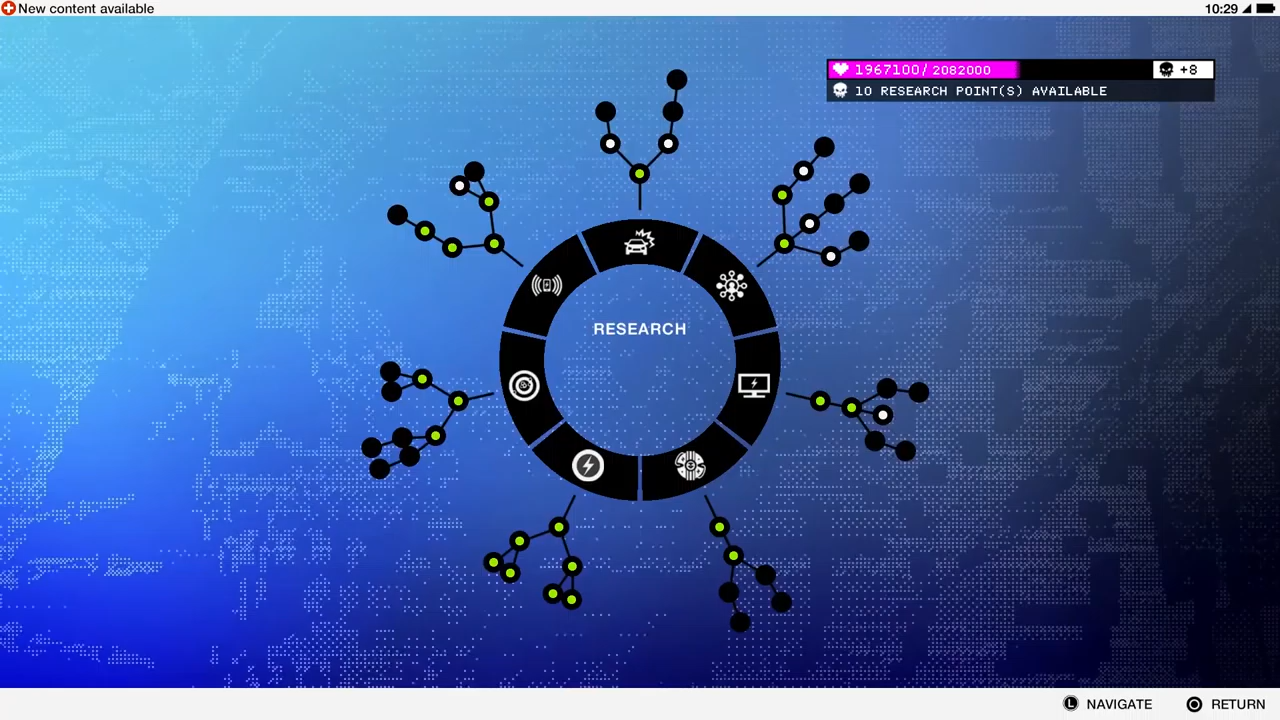 New content available
10:29
1967100/ 2082000
+8
10 RESEARCH POINT(S) AVAILABLE
RESEARCH
L NAVIGATE
RETURN